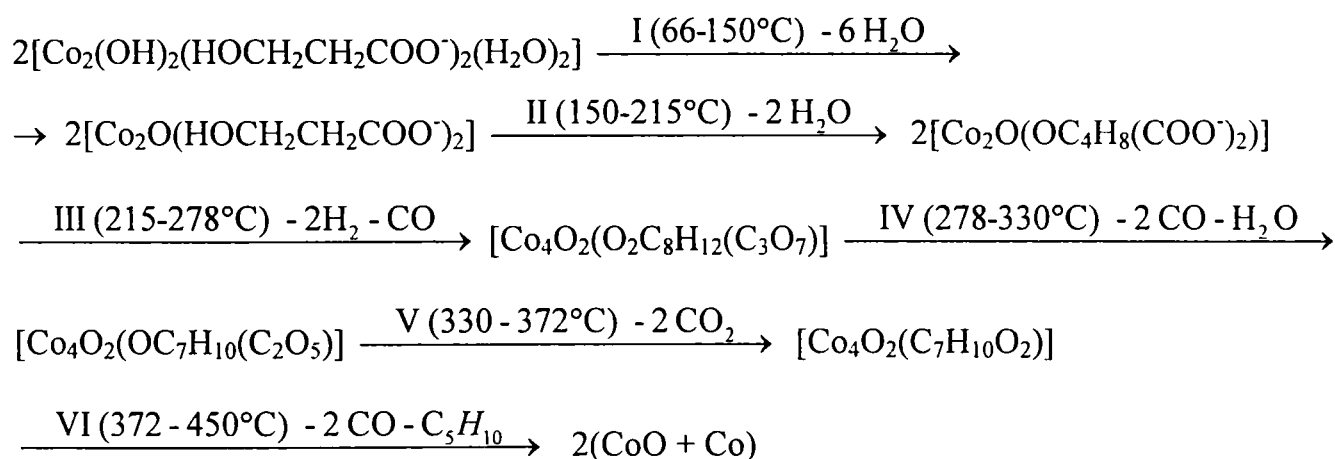 2[Co₂(OH)₂(HOCH₂CH₂COO⁻)₂(H₂O)₂] I (66-150°C) - 6 H₂O →
→ 2[Co₂O(HOCH₂CH₂COO⁻)₂] II (150-215°C) - 2 H₂O → 2[Co₂O(OC₄H₈(COO⁻)₂)]
III (215-278°C) - 2H₂ - CO → [Co₄O₂(O₂C₈H₁₂(C₃O₇)] IV (278-330°C) - 2 CO - H₂O →
[Co₄O₂(OC₇H₁₀(C₂O₅)] V (330 - 372°C) - 2 CO₂ → [Co₄O₂(C₇H₁₀O₂)]
VI (372 - 450°C) - 2 CO - C₅H₁₀ → 2(CoO + Co)